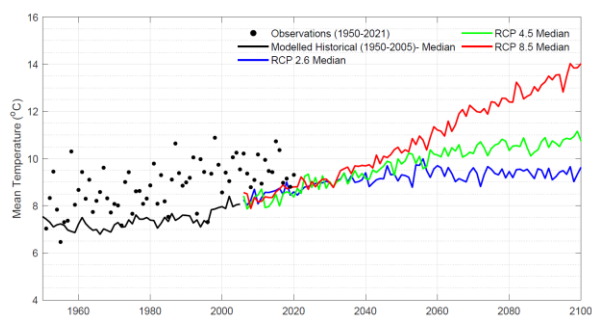 16
14
12
10
8
6
4
Mean Temperature (°C)
Observations (1950-2021)
Modelled Historical (1950-2005)- Median
RCP 2.6 Median
RCP 4.5 Median
RCP 8.5 Median
1960 1980 2000 2020 2040 2060 2080 2100